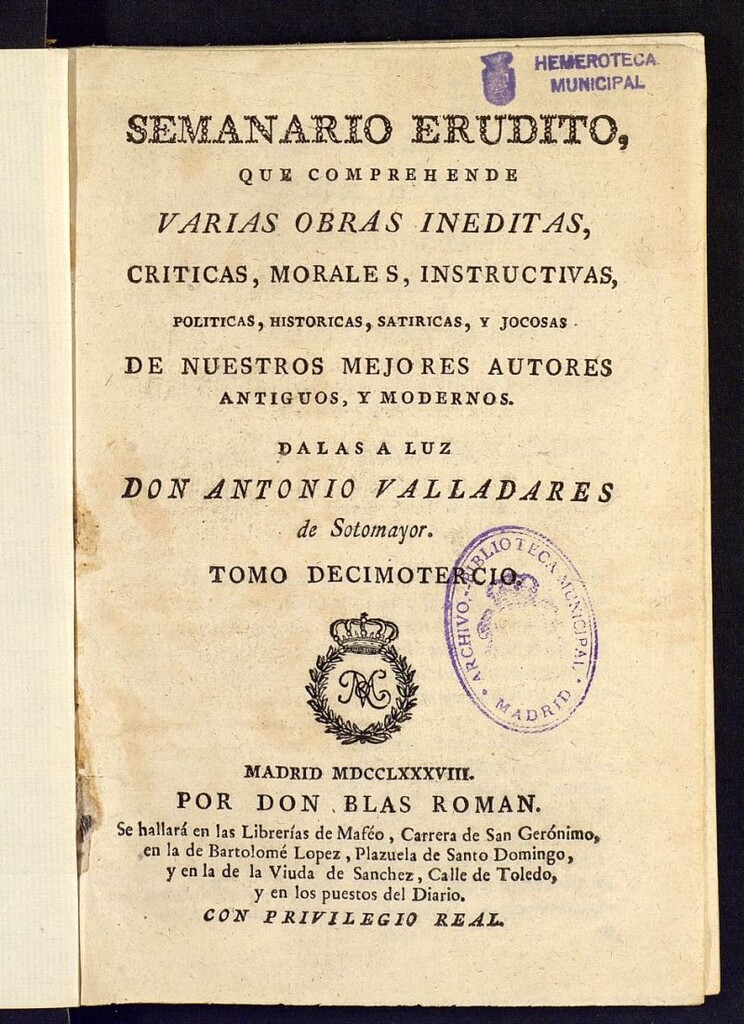 HEMEROTECA
MUNICIPAL
SEMANARIO ERUDITO,
QUE COMPREHENDE
VARIAS OBRAS INEDITAS,
CRITICAS, MORALES, INSTRUCTIVAS,
POLITICAS, HISTORICAS, SATIRICAS, Y JOCOSAS
DE NUESTROS MEJORES AUTORES
ANTIGUOS, Y MODERNOS.
DALAS A LUZ
DON ANTONIO VALLADARES
de Sotomayor.
TOMO DECIMOTERCIO.
ARCHIVO.-BIBLIOTECA MUNICIPAL · MADRID ·
MADRID MDCCLXXXVIII.
POR DON BLAS ROMAN.
Se hallará en las Librerías de Maféo, Carrera de San Gerónimo,
en la de Bartolomé Lopez, Plazuela de Santo Domingo,
y en la de la Viuda de Sanchez, Calle de Toledo,
y en los puestos del Diario.
CON PRIVILEGIO REAL.